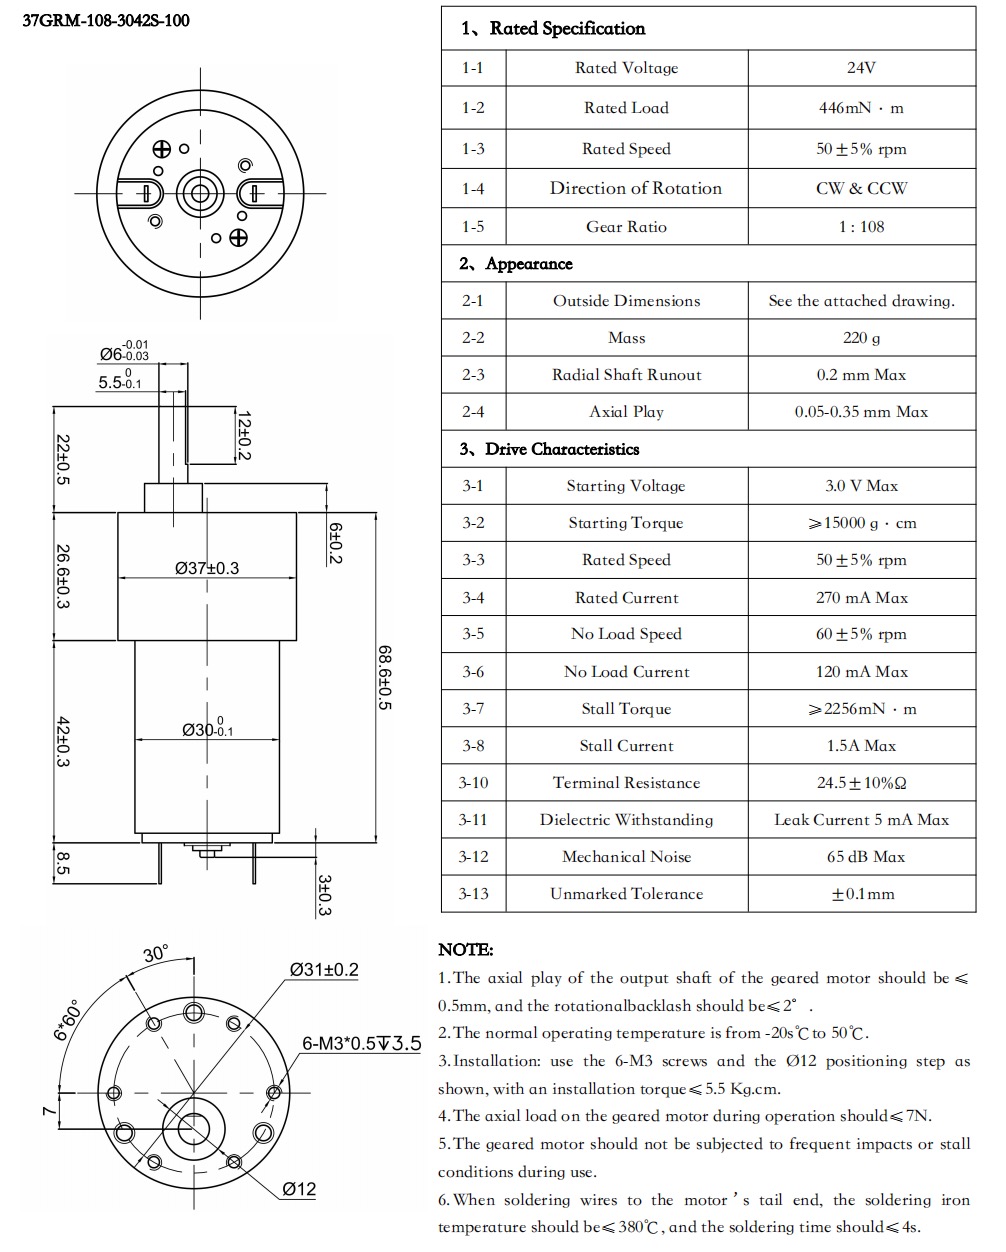 37GRM-108-3042S-100
Ø6-0.01
-0.03
5.5 0
-0.1
12±0.2
22±0.5
6±0.2
26.6±0.3
Ø37±0.3
68.6±0.5
42±0.3
Ø30 0
-0.1
8.5
3±0.3
30°
6*60°
Ø31±0.2
6-M3*0.5↧3.5
7
Ø12
1、Rated Specification
1-1 Rated Voltage 24V
1-2 Rated Load 446mN · m
1-3 Rated Speed 50±5% rpm
1-4 Direction of Rotation CW & CCW
1-5 Gear Ratio 1 : 108
2、Appearance
2-1 Outside Dimensions See the attached drawing.
2-2 Mass 220 g
2-3 Radial Shaft Runout 0.2 mm Max
2-4 Axial Play 0.05-0.35 mm Max
3、Drive Characteristics
3-1 Starting Voltage 3.0 V Max
3-2 Starting Torque ⩾15000 g · cm
3-3 Rated Speed 50±5% rpm
3-4 Rated Current 270 mA Max
3-5 No Load Speed 60±5% rpm
3-6 No Load Current 120 mA Max
3-7 Stall Torque ⩾2256mN · m
3-8 Stall Current 1.5A Max
3-10 Terminal Resistance 24.5±10%Ω
3-11 Dielectric Withstanding Leak Current 5 mA Max
3-12 Mechanical Noise 65 dB Max
3-13 Unmarked Tolerance ±0.1mm
NOTE:
1.The axial play of the output shaft of the geared motor should be⩽
0.5mm, and the rotationalbacklash should be⩽2° .
2.The normal operating temperature is from -20s℃ to 50℃.
3.Installation: use the 6-M3 screws and the Ø12 positioning step as
shown, with an installation torque⩽5.5 Kg.cm.
4.The axial load on the geared motor during operation should⩽7N.
5.The geared motor should not be subjected to frequent impacts or stall
conditions during use.
6.When soldering wires to the motor's tail end, the soldering iron
temperature should be⩽380℃, and the soldering time should⩽4s.